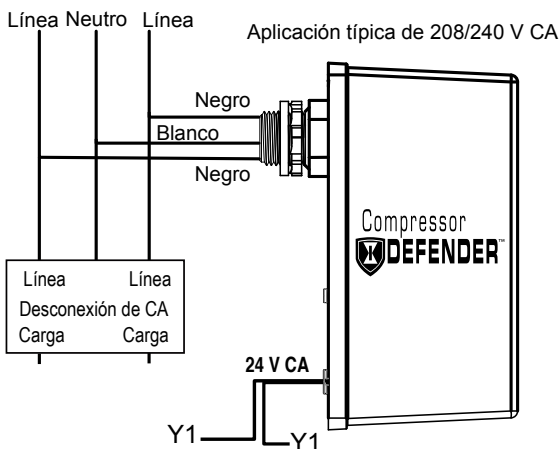 Línea Neutro Línea
Aplicación típica de 208/240 V CA
Negro
Blanco
Negro
Compressor
DEFENDER™
Línea Línea
Desconexión de CA
Carga Carga
24 V CA
Y1
Y1